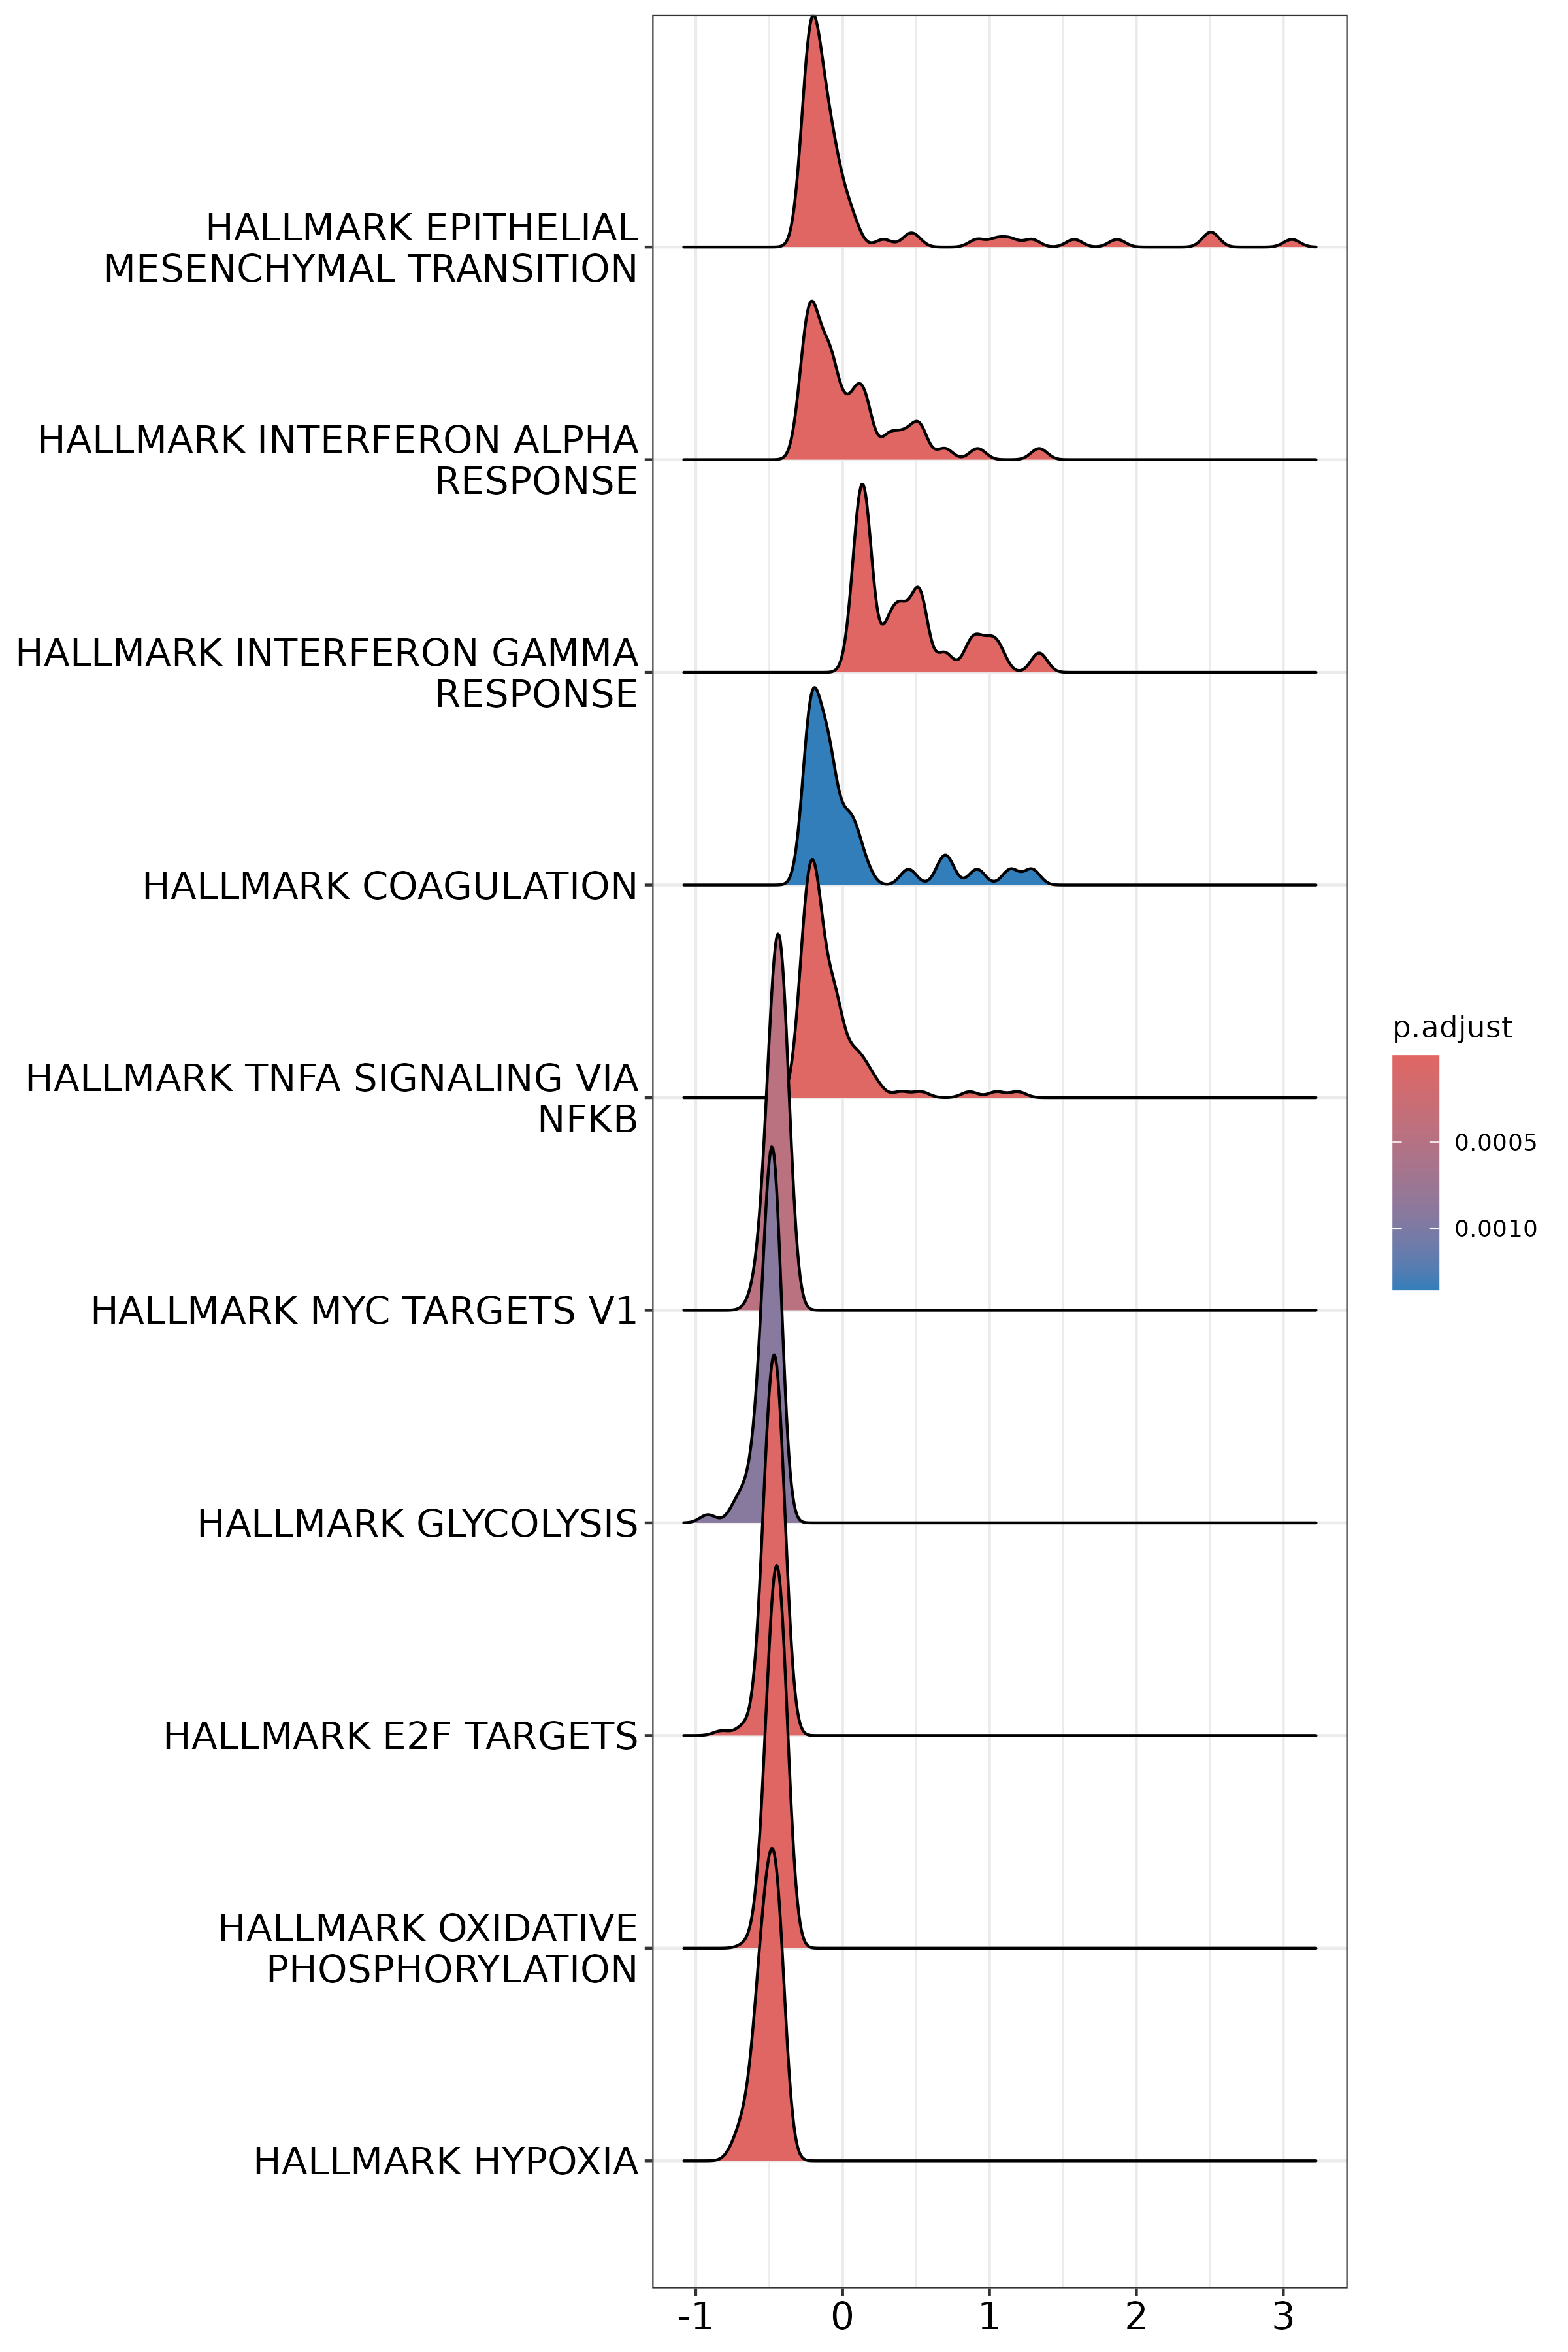 HALLMARK EPITHELIAL
MESENCHYMAL TRANSITION
HALLMARK INTERFERON ALPHA
RESPONSE
HALLMARK INTERFERON GAMMA
RESPONSE
HALLMARK COAGULATION
HALLMARK TNFA SIGNALING VIA
NFKB
HALLMARK MYC TARGETS V1
HALLMARK GLYCOLYSIS
HALLMARK E2F TARGETS
HALLMARK OXIDATIVE
PHOSPHORYLATION
HALLMARK HYPOXIA
-1 0 1 2 3
p.adjust
0.0005
0.0010